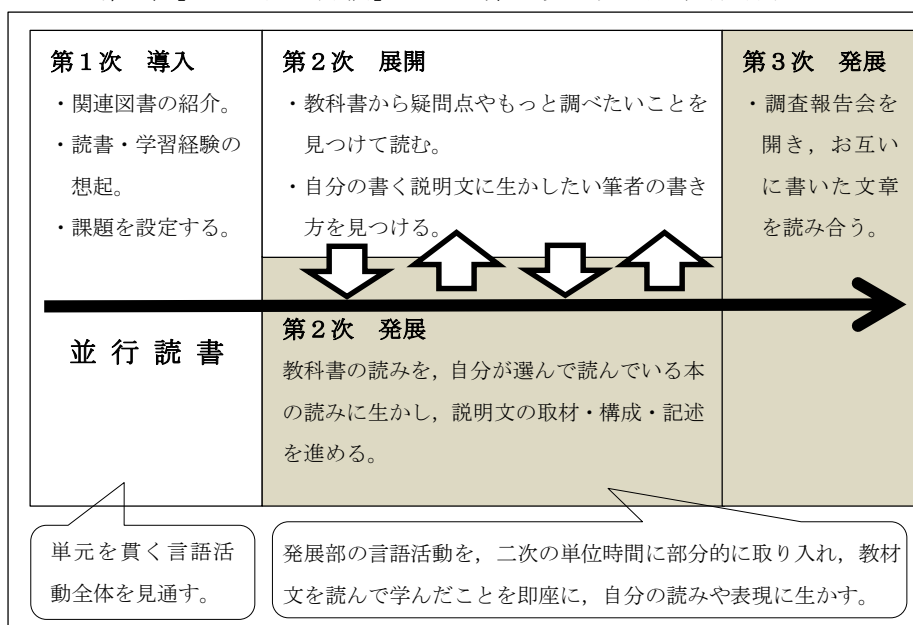 第1次　導入
・関連図書の紹介。
・読書・学習経験の
想起。
・課題を設定する。
第2次　展開
・教科書から疑問点やもっと調べたいことを
見つけて読む。
・自分の書く説明文に生かしたい筆者の書き
方を見つける。
第3次　発展
・調査報告会を
開き，お互い
に書いた文章
を読み合う。
並 行 読 書
第2次　発展
教科書の読みを，自分が選んで読んでいる本
の読みに生かし，説明文の取材・構成・記述
を進める。
単元を貫く言語活
動全体を見通す。
発展部の言語活動を，二次の単位時間に部分的に取り入れ，教材
文を読んで学んだことを即座に，自分の読みや表現に生かす。